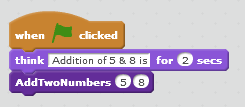 when clicked
think Addition of 5 & 8 is for 2 secs
AddTwoNumbers 5 8